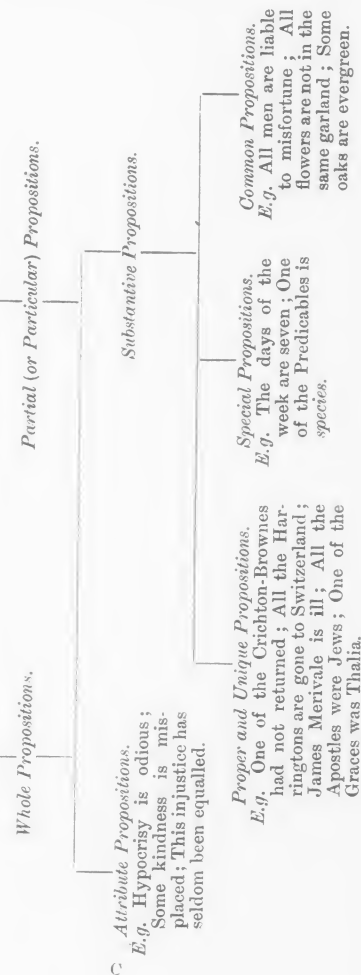 Whole Propositions.
Partial (or Particular) Propositions.
Attribute Propositions.
E.g. Hypocrisy is odious;
Some kindness is mis-
placed; This injustice has
seldom been equalled.
Substantive Propositions.
Proper and Unique Propositions.
E.g. One of the Crichton-Brownes
had not returned; All the Har-
ringtons are gone to Switzerland;
James Merivale is ill; All the
Apostles were Jews; One of the
Graces was Thalia.
Special Propositions.
E.g. The days of the
week are seven; One
of the Predicables is
species.
Common Propositions.
E.g. All men are liable
to misfortune; All
flowers are not in the
same garland; Some
oaks are evergreen.
C